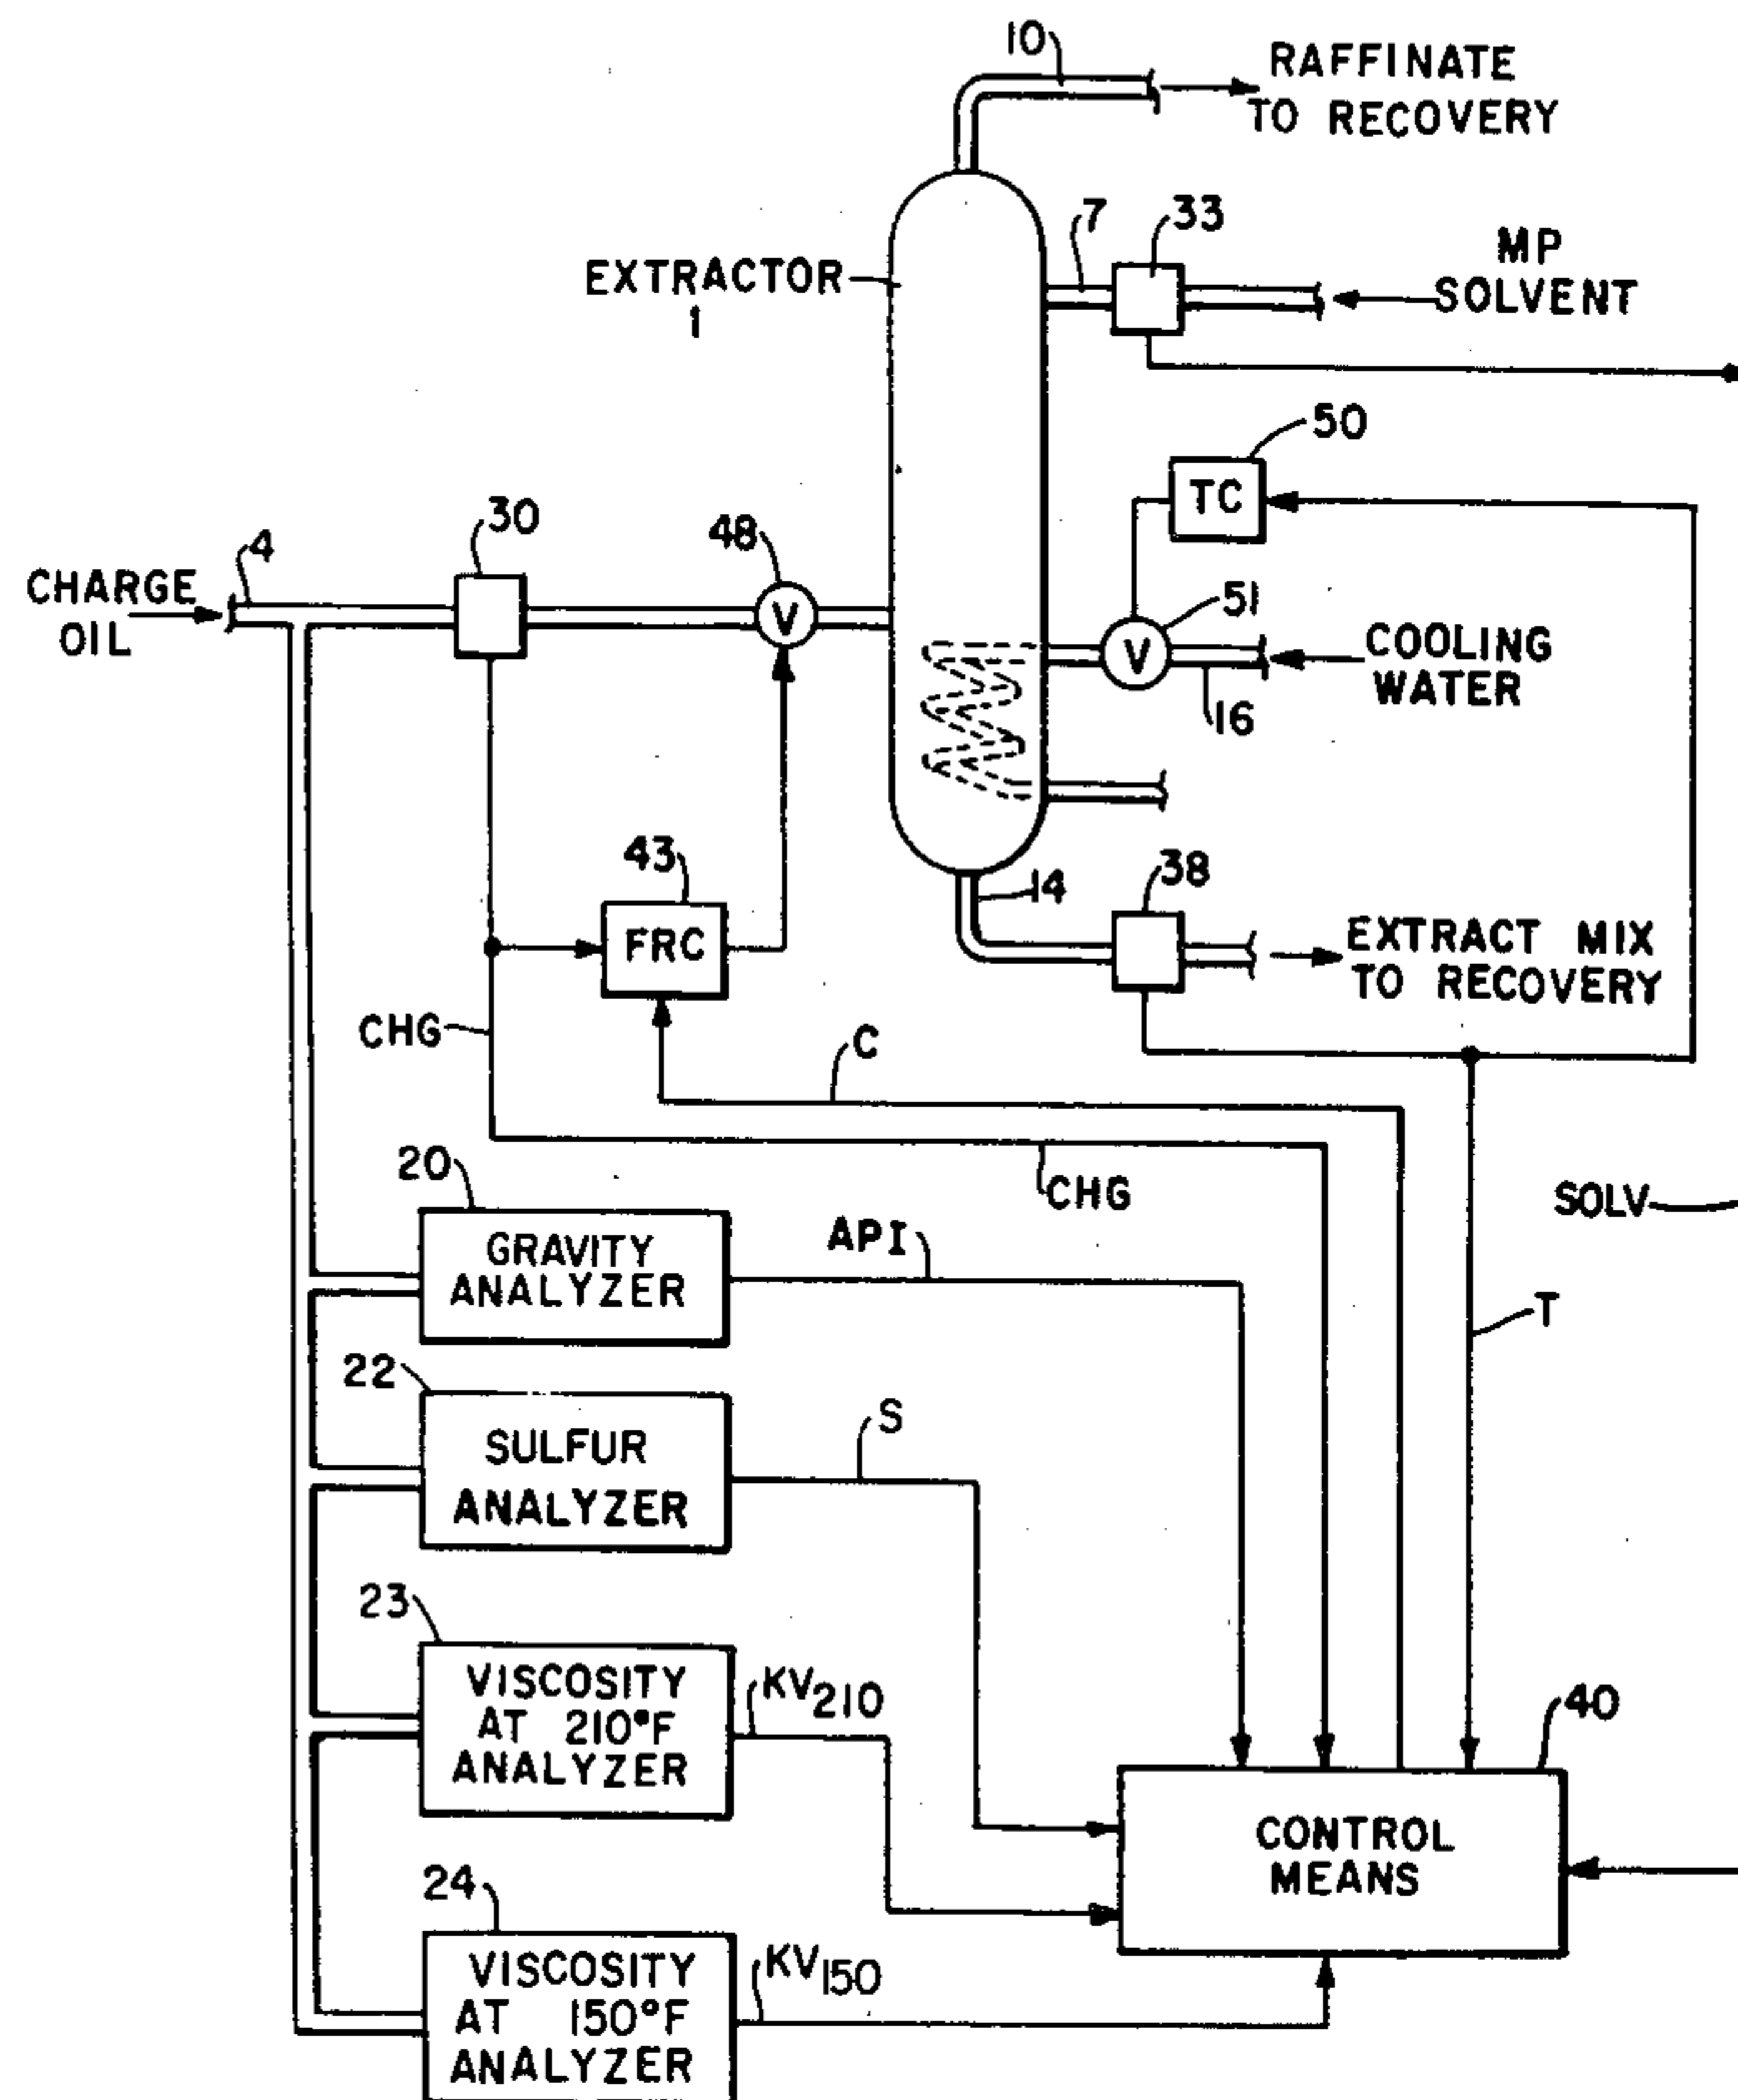 10
RAFFINATE
TO RECOVERY
7
33
MP
SOLVENT
EXTRACTOR
1
50
TC
4
30
48
CHARGE
OIL
V
51
V
COOLING
WATER
16
43
FRC
14
38
EXTRACT MIX
TO RECOVERY
CHG
C
CHG
SOLV
20
GRAVITY
ANALYZER
API
T
22
SULFUR
ANALYZER
S
23
VISCOSITY
AT 210°F
ANALYZER
KV210
40
CONTROL
MEANS
24
VISCOSITY
AT 150°F
ANALYZER
KV150